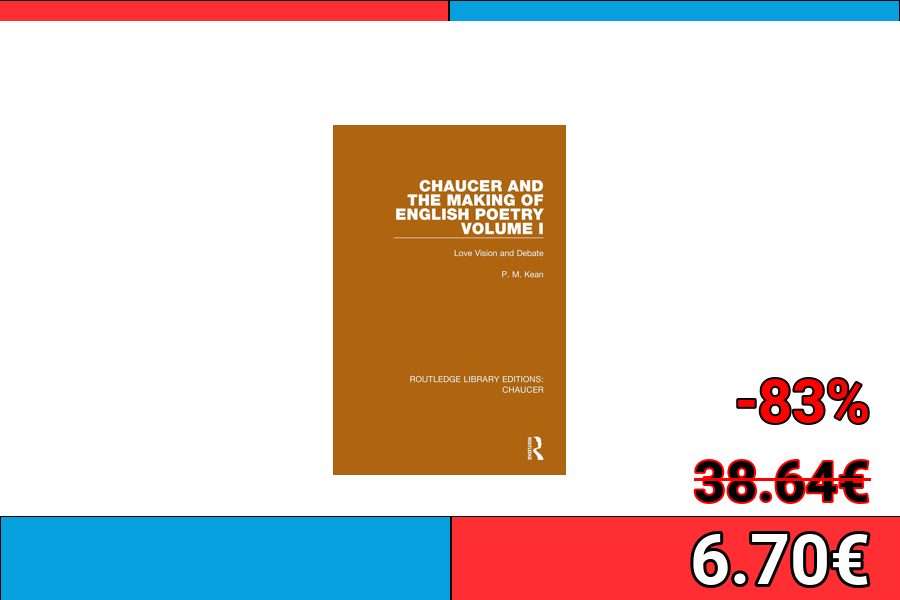 CHAUCER AND
THE MAKING OF
ENGLISH POETRY
VOLUME I
Love Vision and Debate
P. M. Kean
ROUTLEDGE LIBRARY EDITIONS:
CHAUCER
ROUTLEDGE
-83%
38.64€
6.70€